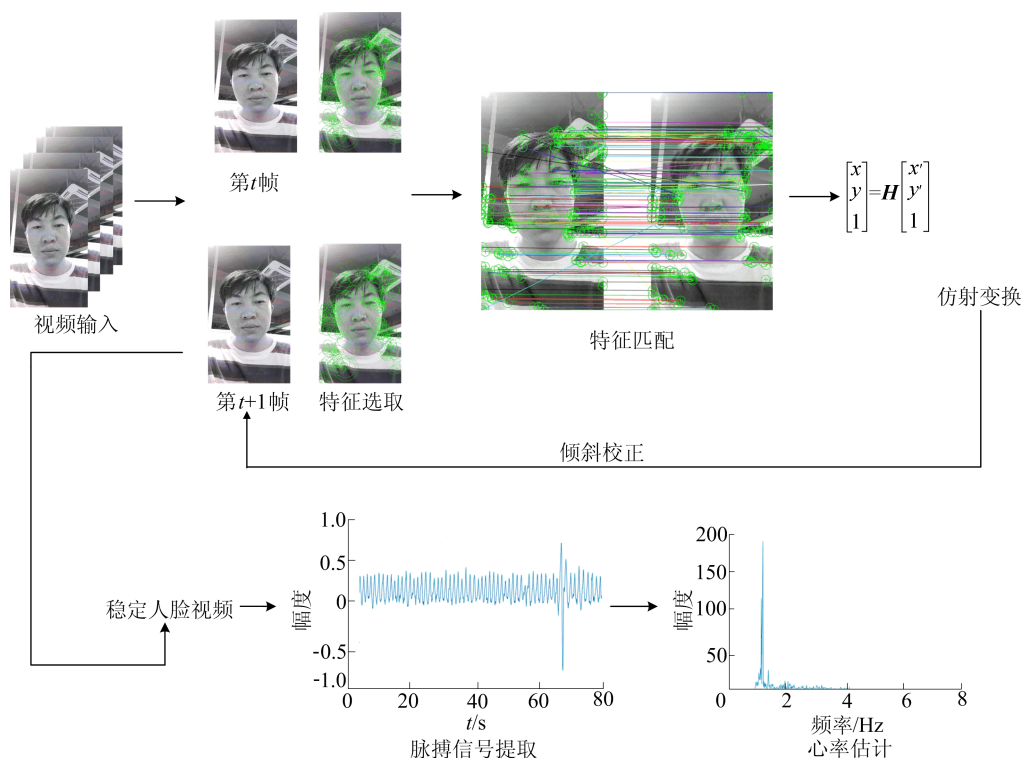 视频输入
第t帧
第t+1帧
特征选取
特征匹配
[x y 1]=H[x′ y′ 1]
仿射变换
倾斜校正
稳定人脸视频
幅度
1.0
0.5
0
-0.5
-1.0
0 20 40 60 80
t/s
脉搏信号提取
幅度
200
150
100
50
0 2 4 6 8
频率/Hz
心率估计